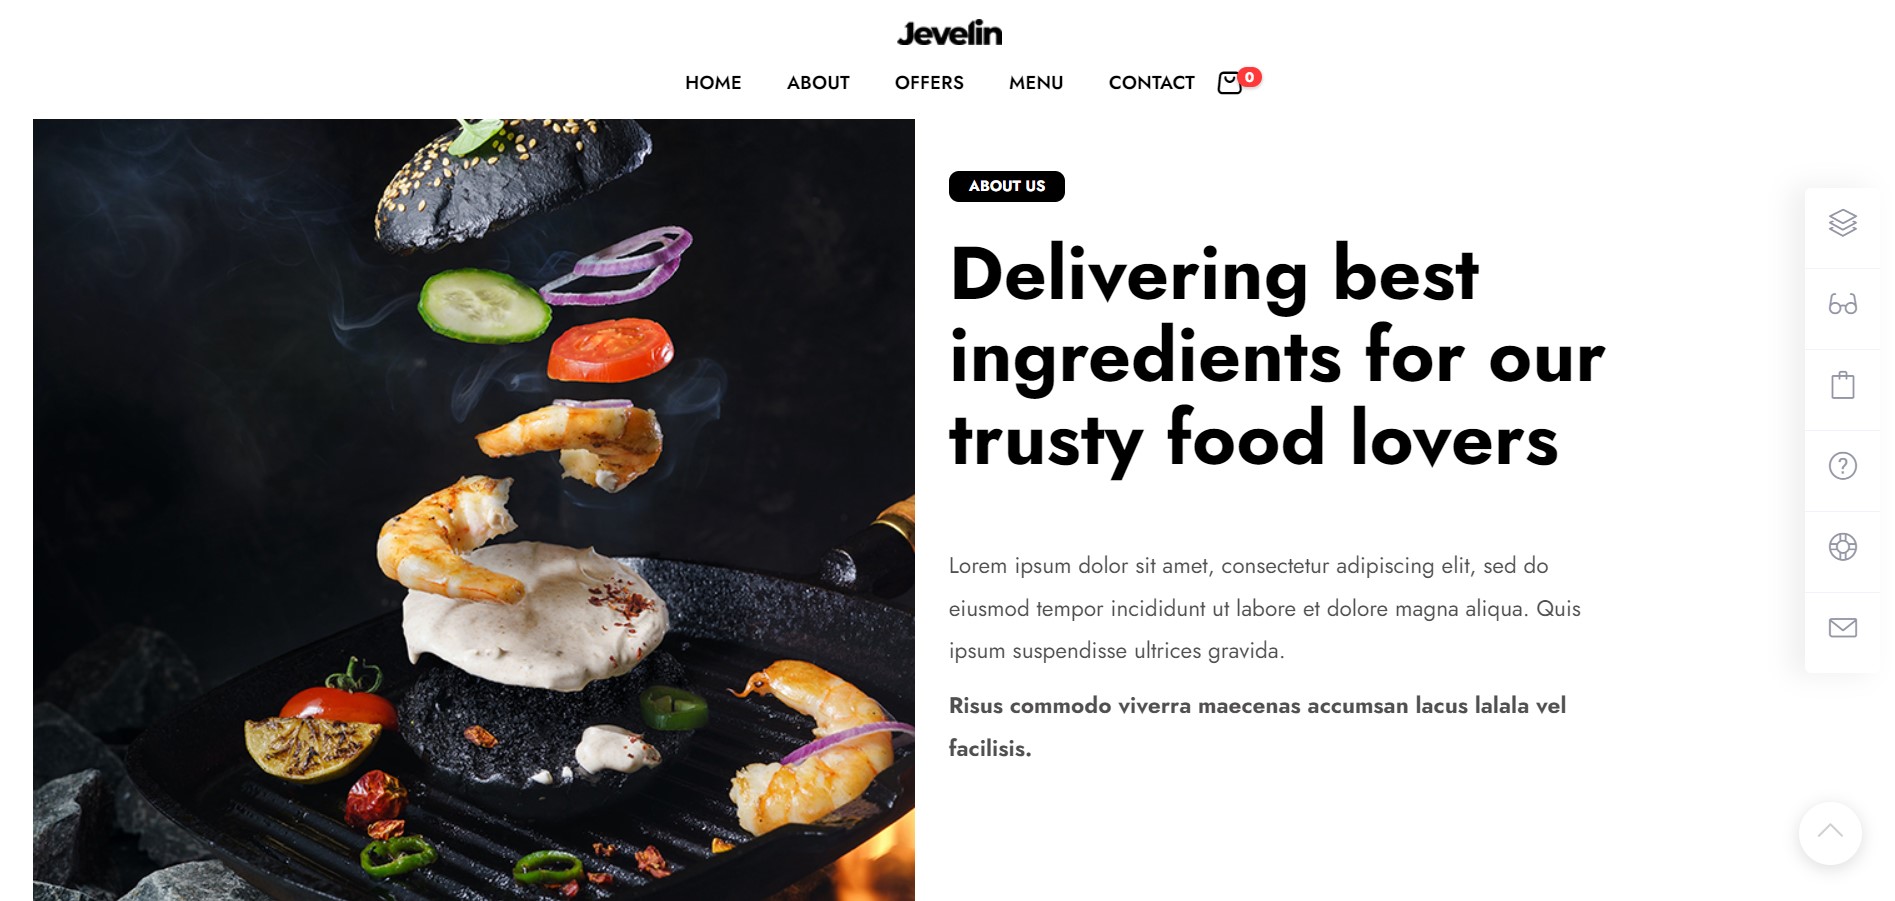 Jevelin
HOME ABOUT OFFERS MENU CONTACT 0
ABOUT US
Delivering best
ingredients for our
trusty food lovers
Lorem ipsum dolor sit amet, consectetur adipiscing elit, sed do
eiusmod tempor incididunt ut labore et dolore magna aliqua. Quis
ipsum suspendisse ultrices gravida.
Risus commodo viverra maecenas accumsan lacus lalala vel
facilisis.